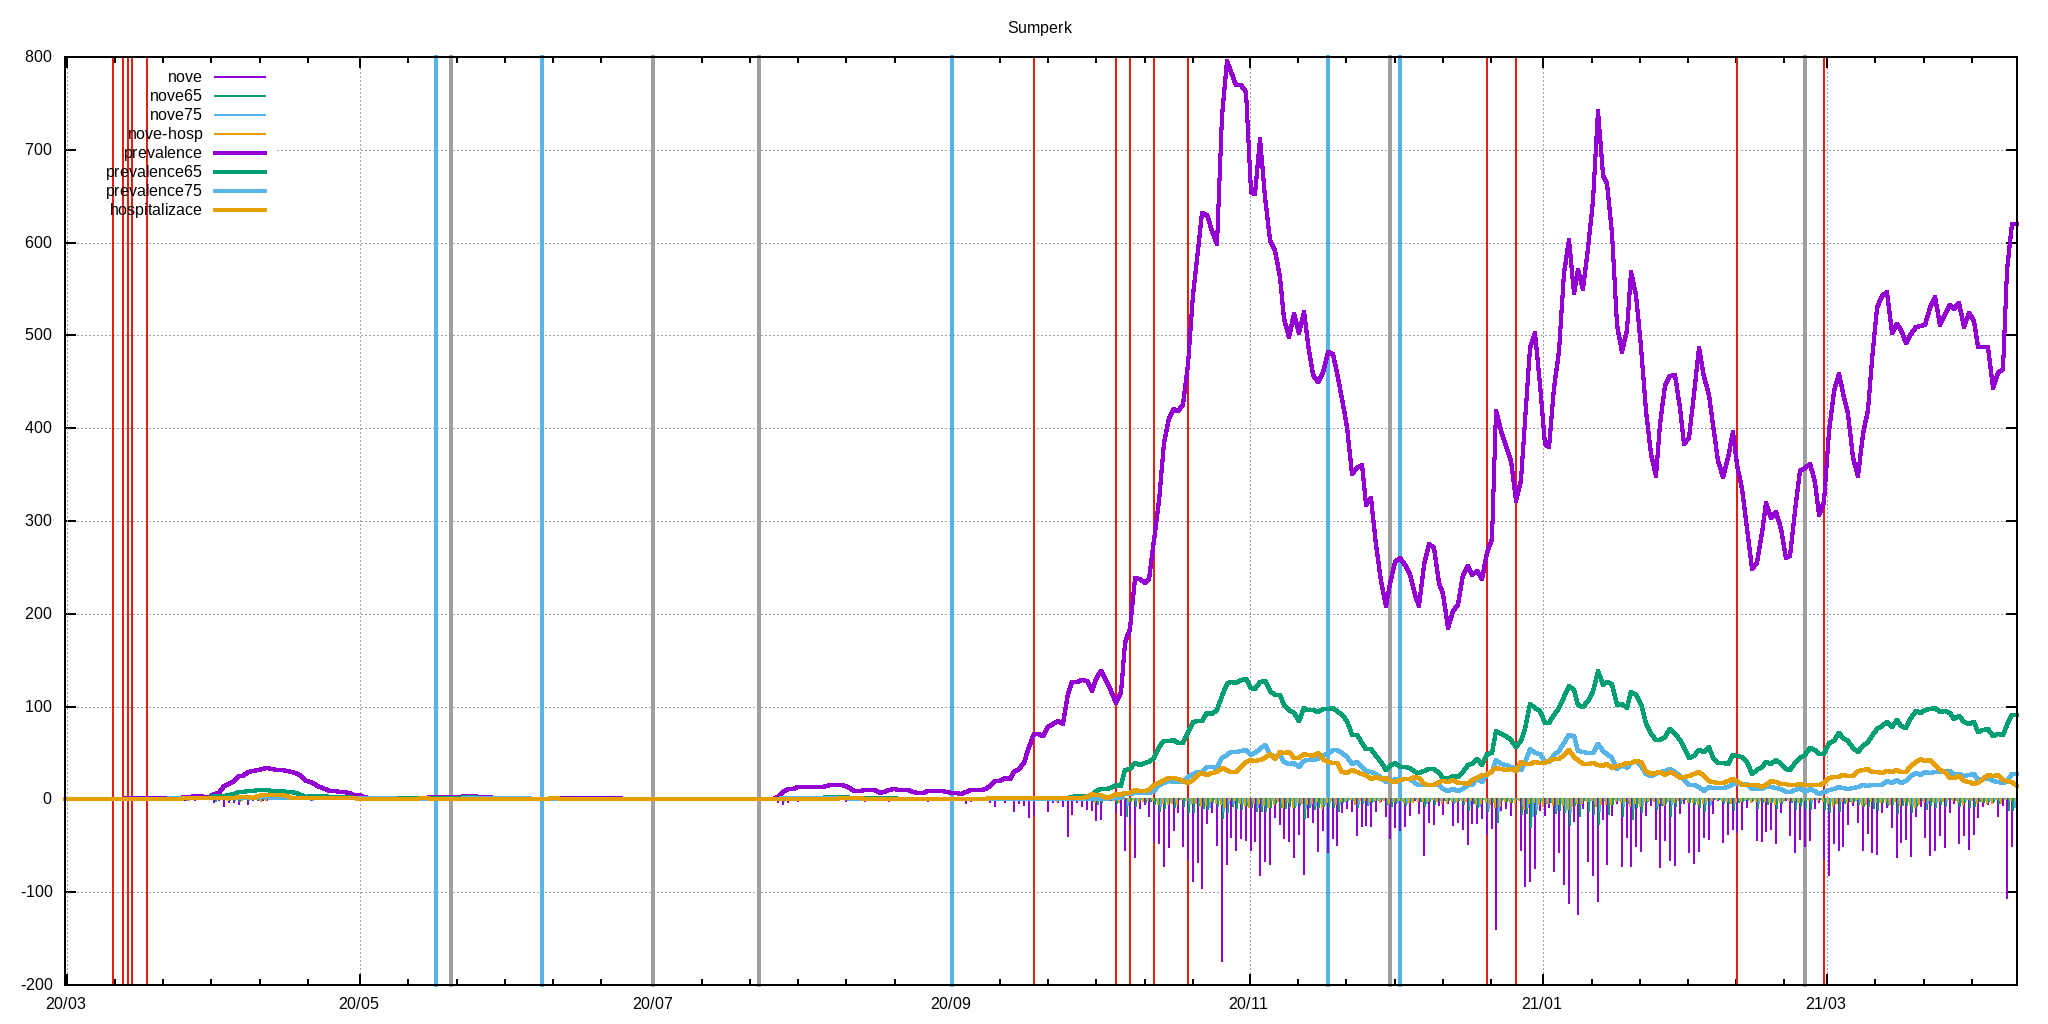 Sumperk
800
700
600
500
400
300
200
100
0
-100
-200
nove
nove65
nove75
nove-hosp
prevalence
prevalence65
prevalence75
hospitalizace
20/03 20/05 20/07 20/09 20/11 21/01 21/03